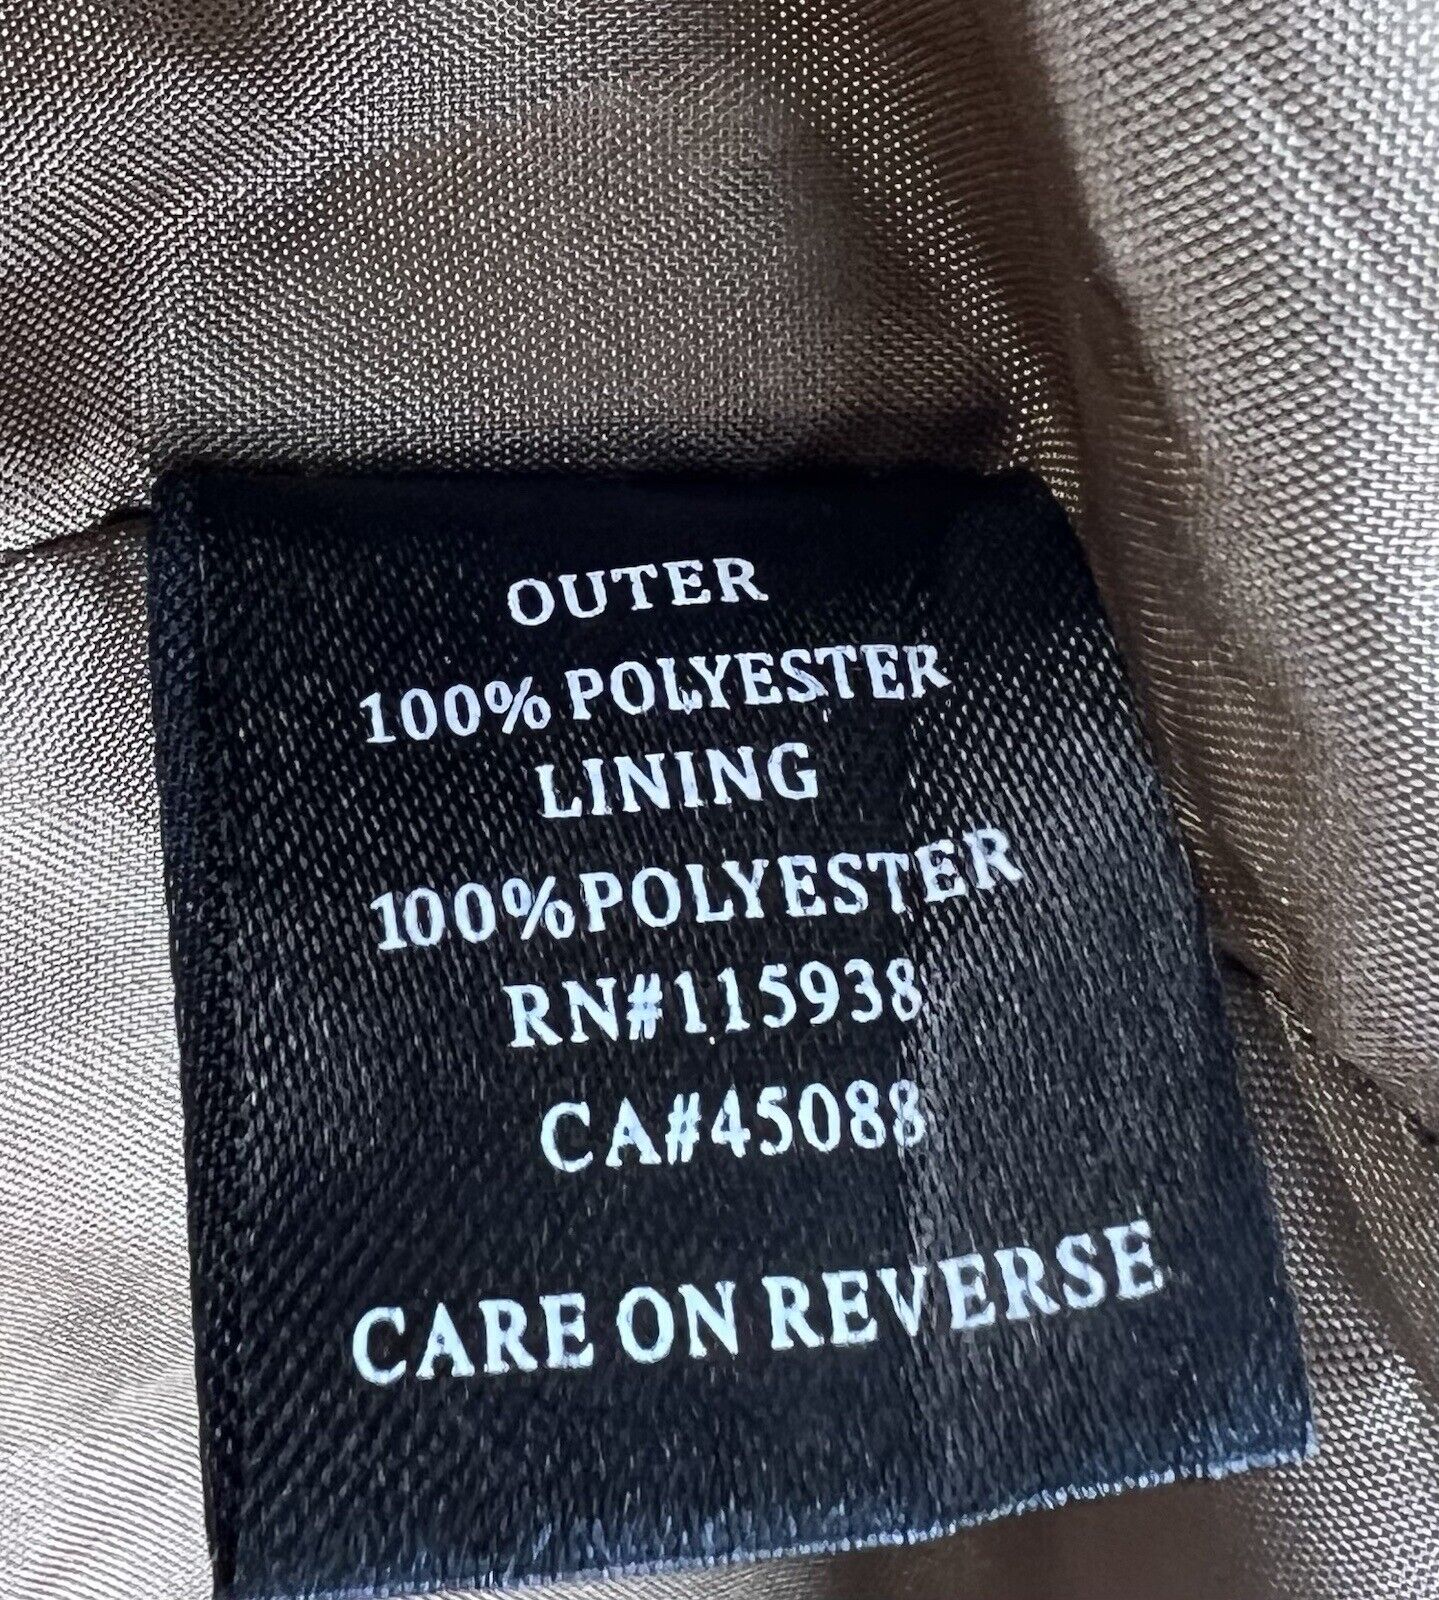 OUTER
100% POLYESTER
LINING
100%POLYESTER
RN#115938
CA#45088
CARE ON REVERSE